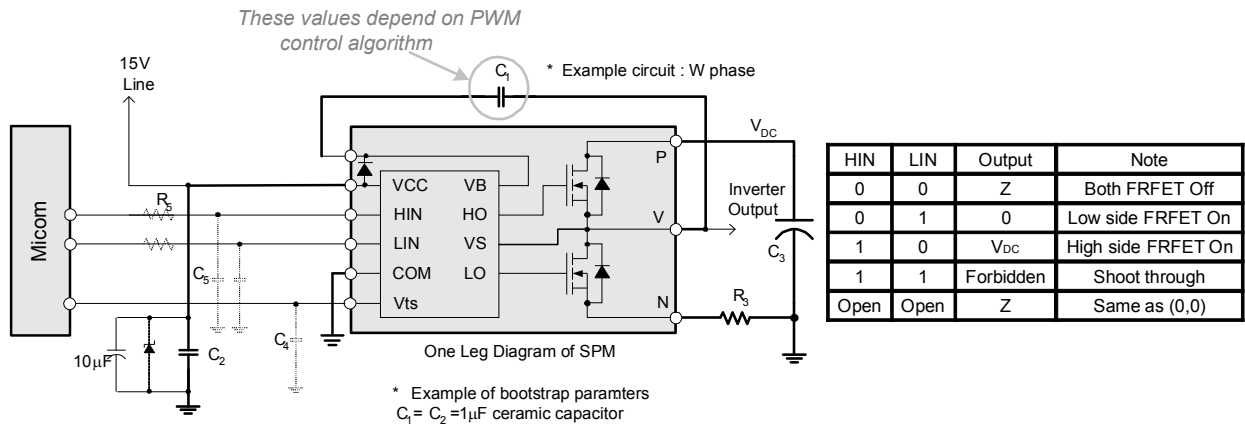 These values depend on PWM
control algorithm
15V
Line
C1
* Example circuit : W phase
VDC
P
Micom
R5
VCC VB
HIN HO
LIN VS
COM LO
Vts
V
Inverter
Output
C3
C5
C4
N
R3
10μF
C2
One Leg Diagram of SPM
* Example of bootstrap paramters
C1= C2 =1μF ceramic capacitor
HIN LIN Output Note
0 0 Z Both FRFET Off
0 1 0 Low side FRFET On
1 0 VDC High side FRFET On
1 1 Forbidden Shoot through
Open Open Z Same as (0,0)